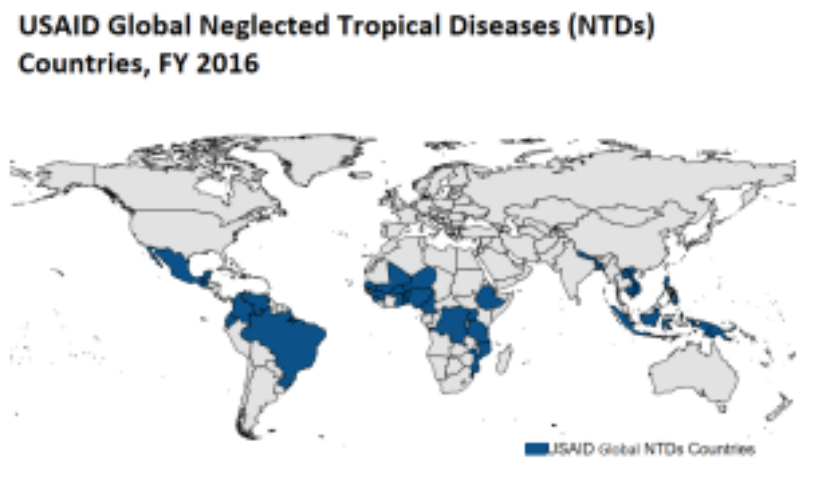 USAID Global Neglected Tropical Diseases (NTDs)
Countries, FY 2016
USAID Global NTDs Countries